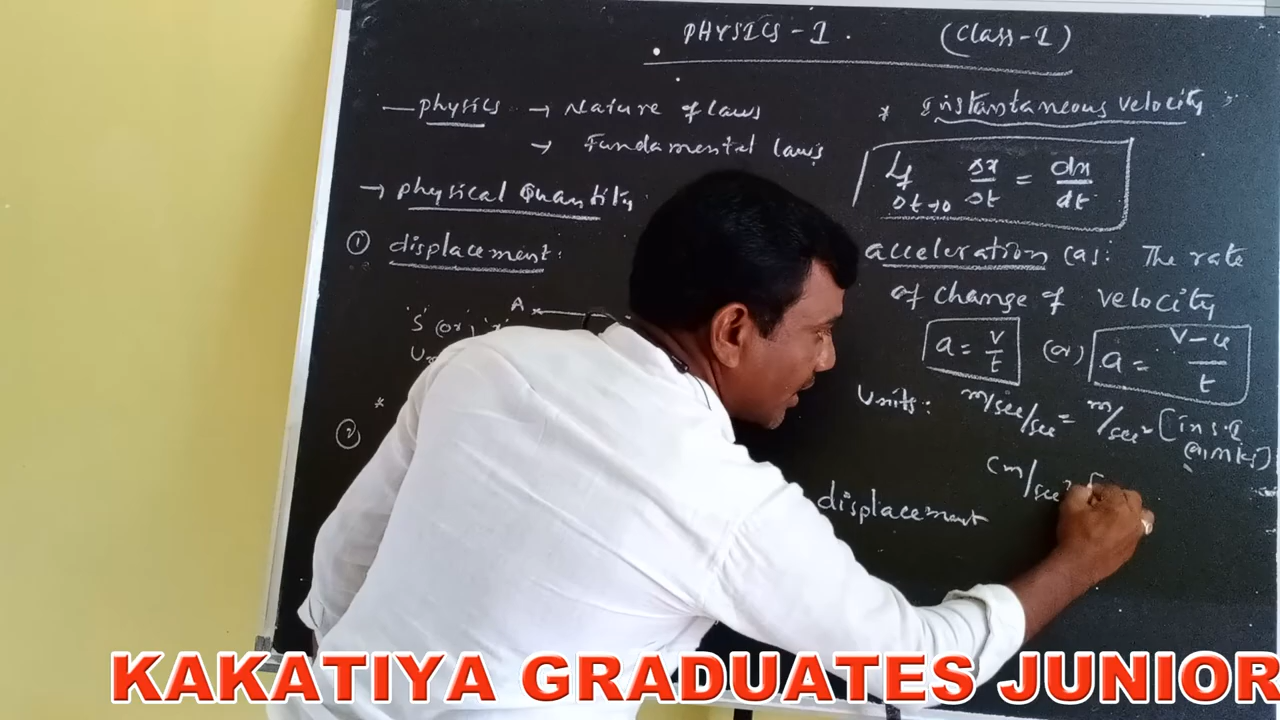 PHYSICS - I . (Class-I)
— physics → Nature of laws
→ Fundamental laws
→ physical Quantity
① displacement:
A
'S' (or)
*
②
displacement
* Instantaneous velocity :-
Lt Δt→0 Δx/Δt = dx/dt
acceleration (a): The rate
of change of velocity
a = v/t (or) a = v-u/t
Units: m/sec/sec = m/sec² [in S.I
(or) MKS]
cm/sec² [
KAKATIYA GRADUATES JUNIOR